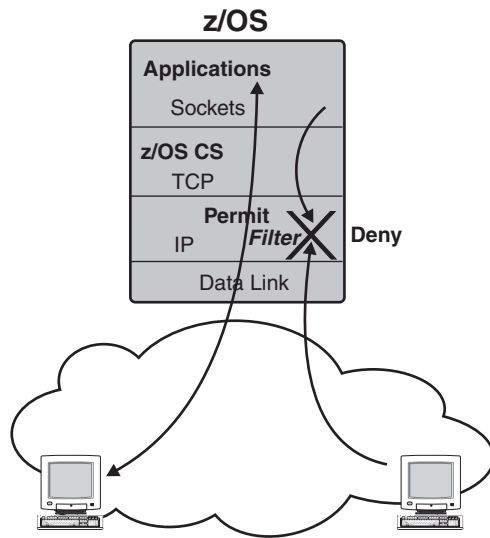 z/OS
Applications
Sockets
z/OS CS
TCP
Permit
Filter
Deny
IP
Data Link